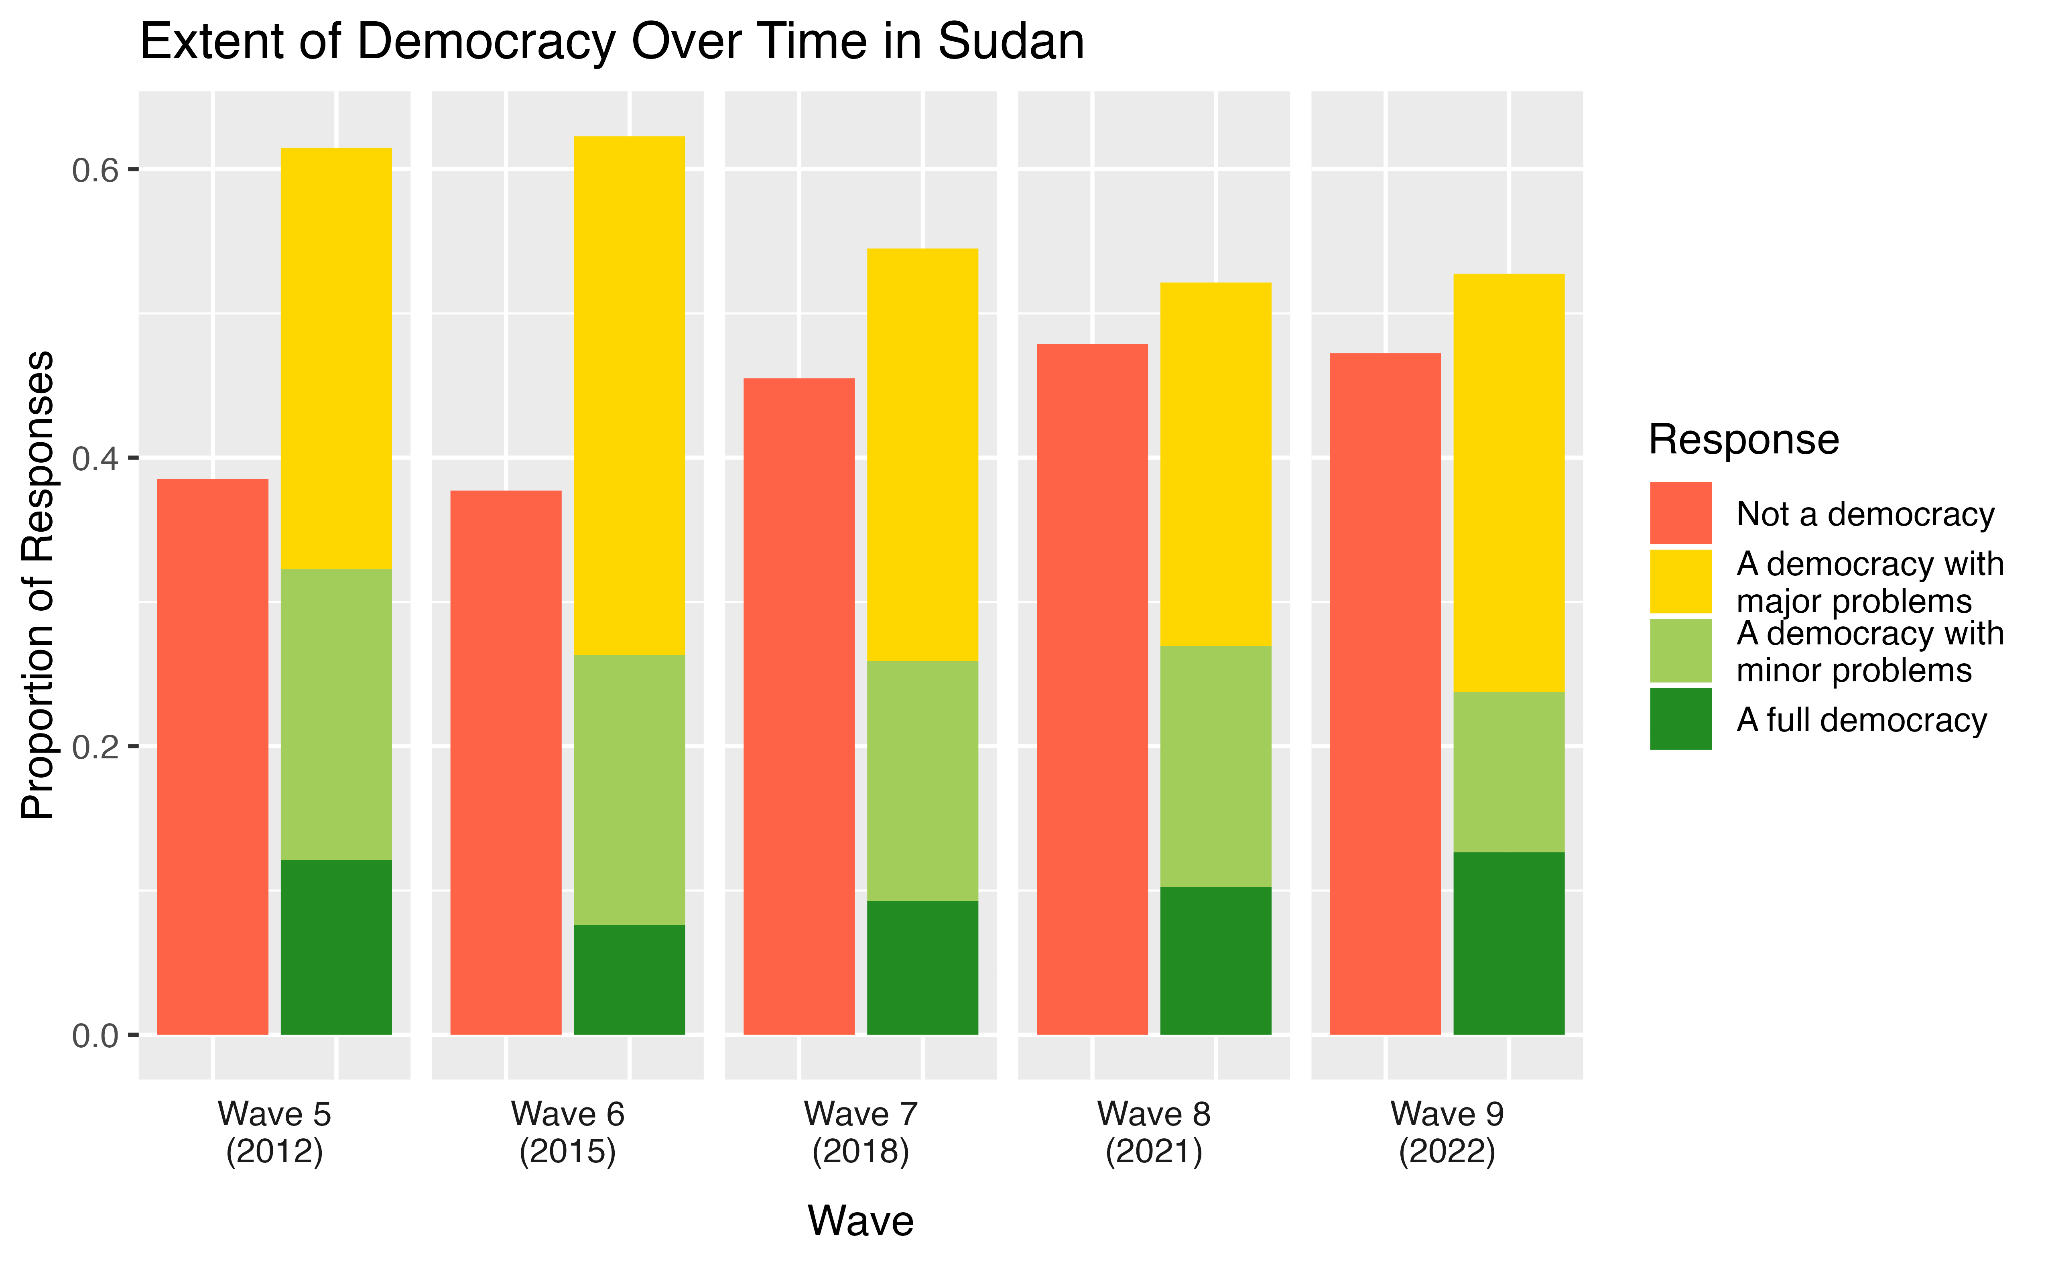 Extent of Democracy Over Time in Sudan
Proportion of Responses
0.6
0.4
0.2
0.0
Wave 5
(2012)
Wave 6
(2015)
Wave 7
(2018)
Wave 8
(2021)
Wave 9
(2022)
Wave
Response
Not a democracy
A democracy with
major problems
A democracy with
minor problems
A full democracy